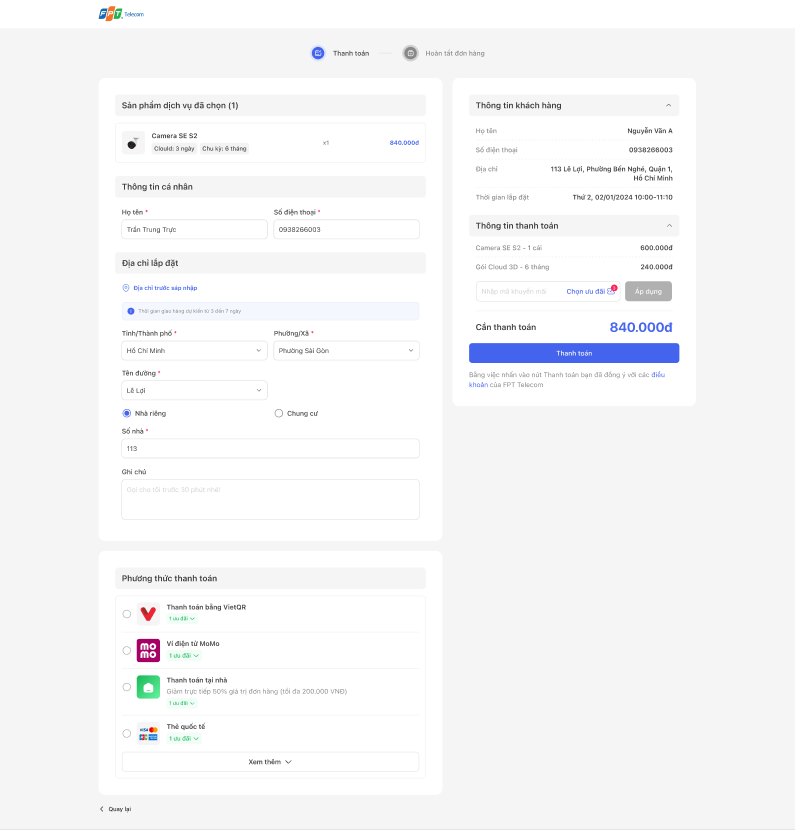 FPT Telecom
Thanh toán
Hoàn tất đơn hàng
Sản phẩm dịch vụ đã chọn (1)
Camera SE S2
Clould: 3 ngày Chu kỳ: 6 tháng
x1
840.000đ
Thông tin cá nhân
Họ tên *
Số điện thoại *
Trần Trung Trực
0938266003
Địa chỉ lắp đặt
Địa chỉ trước sáp nhập
Thời gian giao hàng dự kiến từ 3 đến 7 ngày
Tỉnh/Thành phố *
Phường/Xã *
Hồ Chí Minh
Phường Sài Gòn
Tên đường *
Lê Lợi
Nhà riêng
Chung cư
Số nhà *
113
Ghi chú
Gọi cho tôi trước 30 phút nhé!
Phương thức thanh toán
Thanh toán bằng VietQR
1 ưu đãi
momo
Ví điện tử MoMo
1 ưu đãi
Thanh toán tại nhà
Giảm trực tiếp 50% giá trị đơn hàng (tối đa 200.000 VNĐ)
1 ưu đãi
VISA
Thẻ quốc tế
1 ưu đãi
Xem thêm
Quay lại
Thông tin khách hàng
Họ tên
Nguyễn Văn A
Số điện thoại
0938266003
Địa chỉ
113 Lê Lợi, Phường Bến Nghé, Quận 1,
Hồ Chí Minh
Thời gian lắp đặt
Thứ 2, 02/01/2024 10:00-11:10
Thông tin thanh toán
Camera SE S2 - 1 cái
600.000đ
Gói Cloud 3D - 6 tháng
240.000đ
Nhập mã khuyến mãi
Chọn ưu đãi
Áp dụng
Cần thanh toán
840.000đ
Thanh toán
Bằng việc nhấn vào nút Thanh toán bạn đã đồng ý với các điều
khoản của FPT Telecom